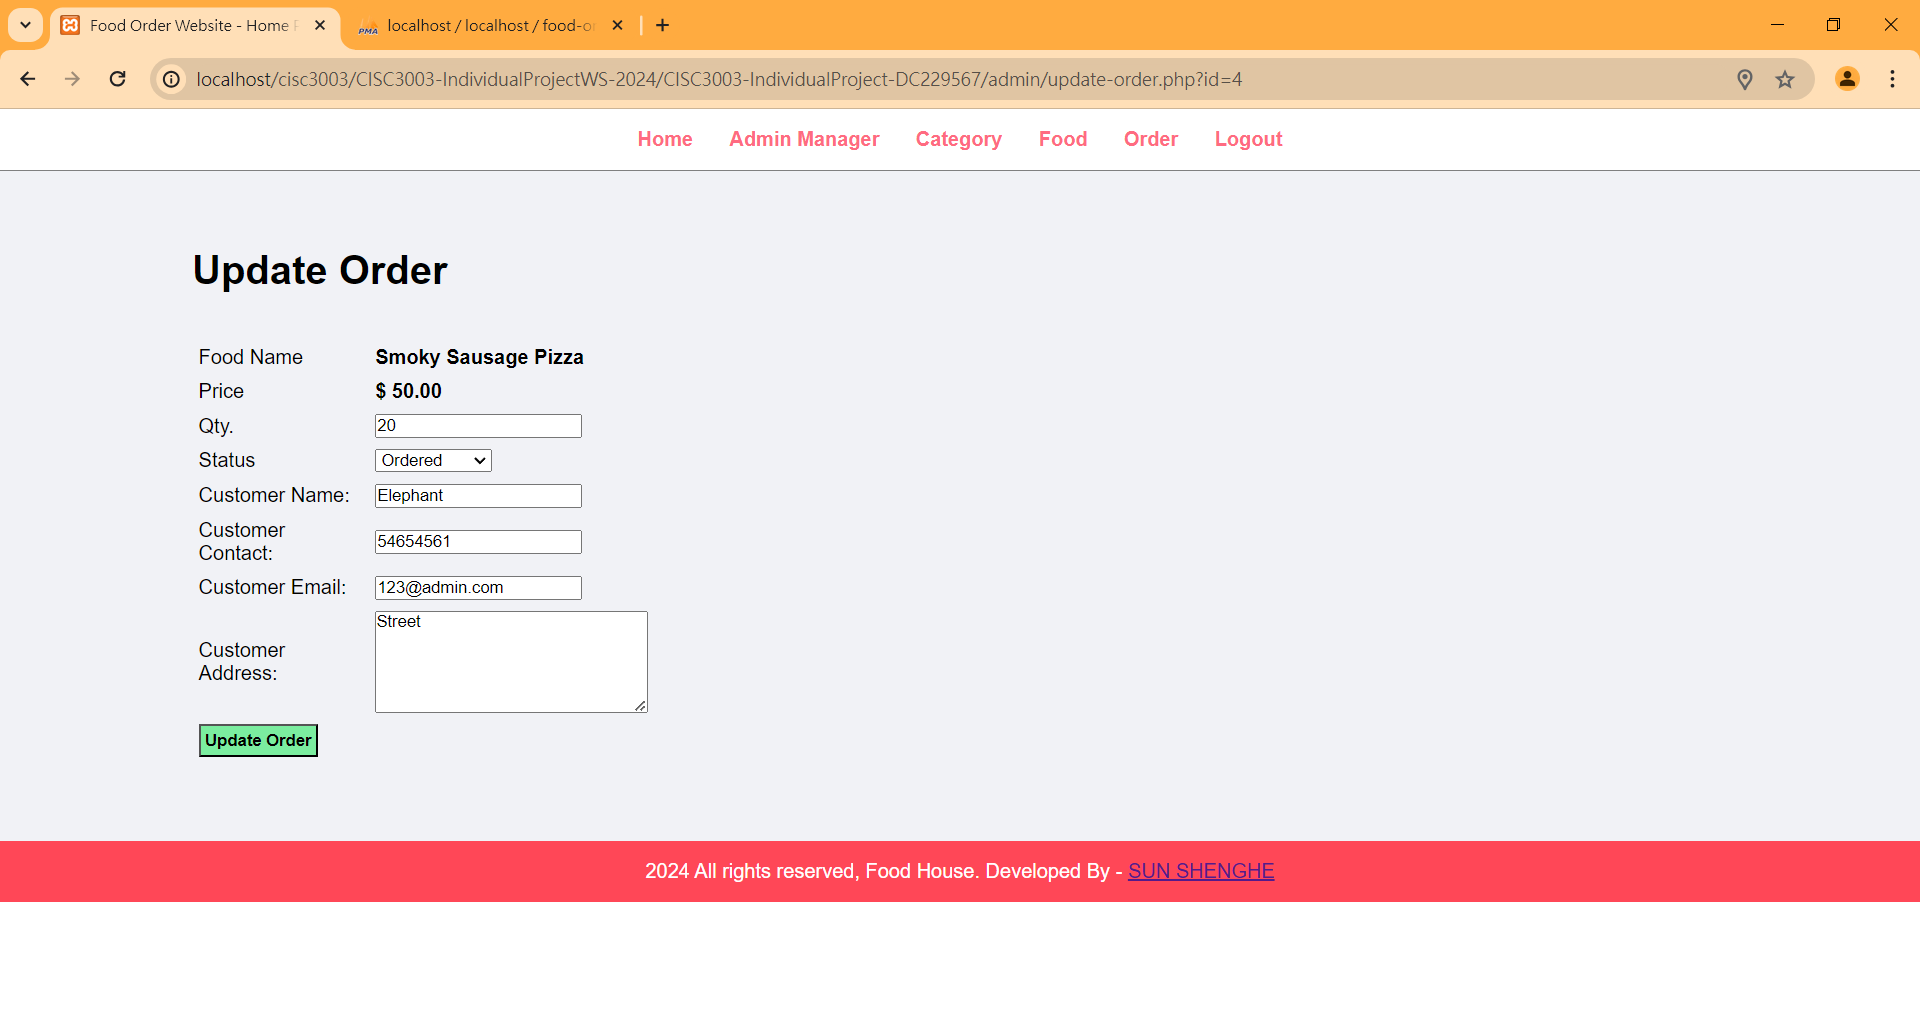 Food Order Website - Home P
PMA localhost / localhost / food-o
localhost/cisc3003/CISC3003-IndividualProjectWS-2024/CISC3003-IndividualProject-DC229567/admin/update-order.php?id=4
Home Admin Manager Category Food Order Logout
Update Order
Food Name Smoky Sausage Pizza
Price $ 50.00
Qty. 20
Status Ordered
Customer Name: Elephant
Customer
Contact: 54654561
Customer Email: 123@admin.com
Street
Customer
Address:
Update Order
2024 All rights reserved, Food House. Developed By - SUN SHENGHE